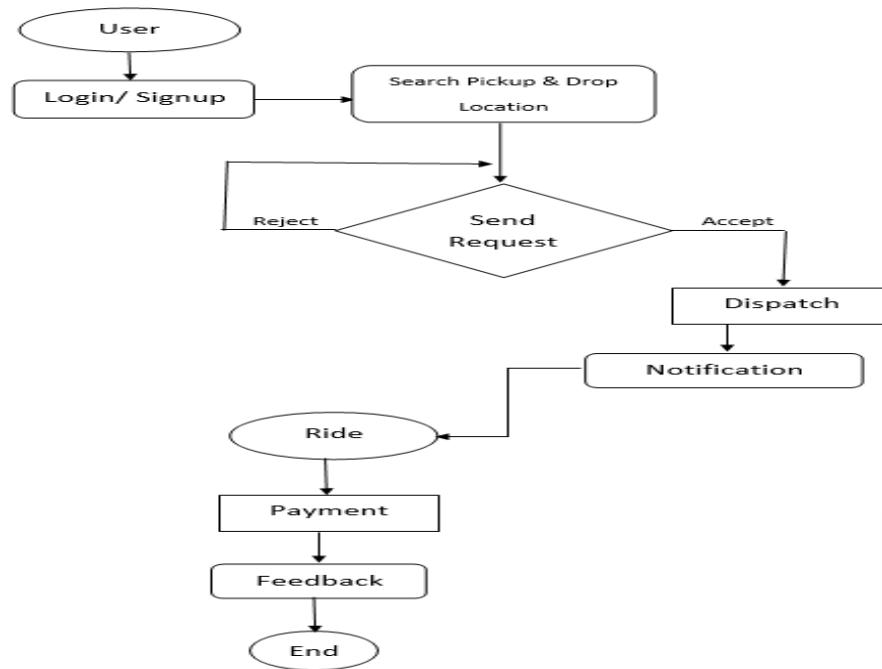 User
Login/ Signup
Search Pickup & Drop
Location
Send
Request
Reject
Accept
Dispatch
Notification
Ride
Payment
Feedback
End